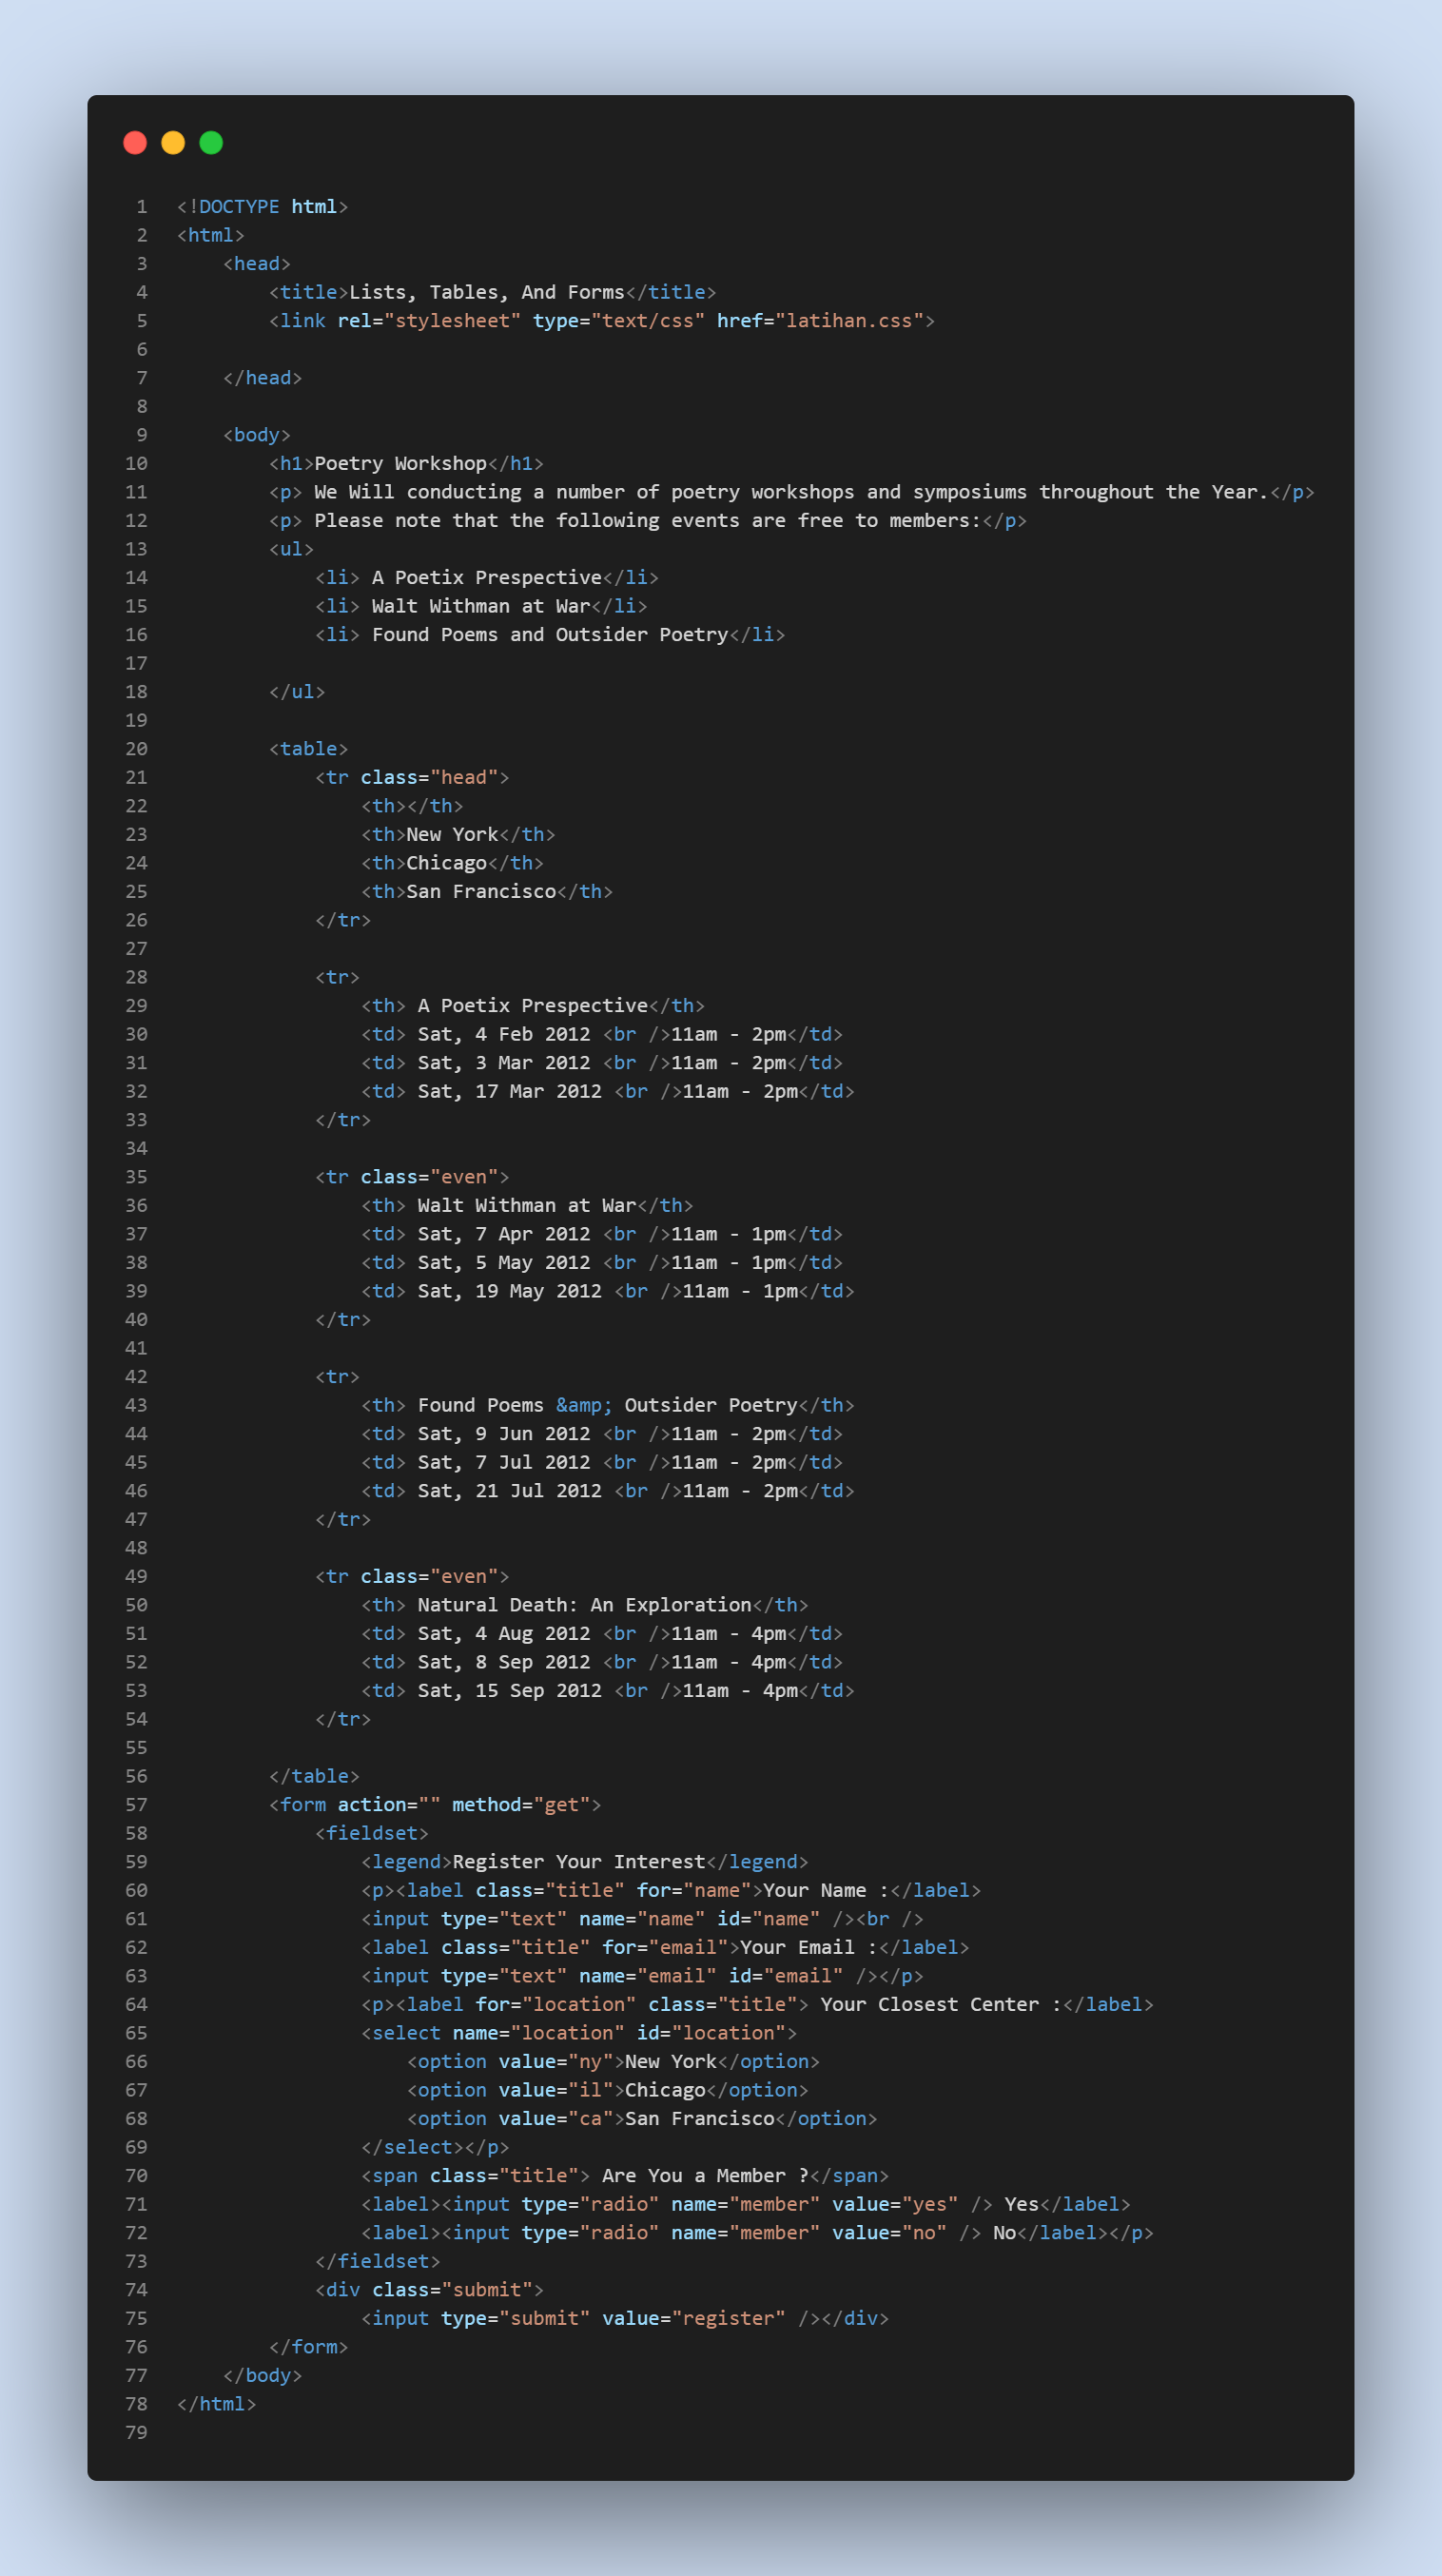 1 <!DOCTYPE html>
2 <html>
3     <head>
4         <title>Lists, Tables, And Forms</title>
5         <link rel="stylesheet" type="text/css" href="latihan.css">
6
7     </head>
8
9     <body>
10         <h1>Poetry Workshop</h1>
11         <p> We Will conducting a number of poetry workshops and symposiums throughout the Year.</p>
12         <p> Please note that the following events are free to members:</p>
13         <ul>
14             <li> A Poetix Prespective</li>
15             <li> Walt Withman at War</li>
16             <li> Found Poems and Outsider Poetry</li>
17
18         </ul>
19
20         <table>
21             <tr class="head">
22                 <th></th>
23                 <th>New York</th>
24                 <th>Chicago</th>
25                 <th>San Francisco</th>
26             </tr>
27
28             <tr>
29                 <th> A Poetix Prespective</th>
30                 <td> Sat, 4 Feb 2012 <br />11am - 2pm</td>
31                 <td> Sat, 3 Mar 2012 <br />11am - 2pm</td>
32                 <td> Sat, 17 Mar 2012 <br />11am - 2pm</td>
33             </tr>
34
35             <tr class="even">
36                 <th> Walt Withman at War</th>
37                 <td> Sat, 7 Apr 2012 <br />11am - 1pm</td>
38                 <td> Sat, 5 May 2012 <br />11am - 1pm</td>
39                 <td> Sat, 19 May 2012 <br />11am - 1pm</td>
40             </tr>
41
42             <tr>
43                 <th> Found Poems &amp; Outsider Poetry</th>
44                 <td> Sat, 9 Jun 2012 <br />11am - 2pm</td>
45                 <td> Sat, 7 Jul 2012 <br />11am - 2pm</td>
46                 <td> Sat, 21 Jul 2012 <br />11am - 2pm</td>
47             </tr>
48
49             <tr class="even">
50                 <th> Natural Death: An Exploration</th>
51                 <td> Sat, 4 Aug 2012 <br />11am - 4pm</td>
52                 <td> Sat, 8 Sep 2012 <br />11am - 4pm</td>
53                 <td> Sat, 15 Sep 2012 <br />11am - 4pm</td>
54             </tr>
55
56         </table>
57         <form action="" method="get">
58             <fieldset>
59                 <legend>Register Your Interest</legend>
60                 <p><label class="title" for="name">Your Name :</label>
61                 <input type="text" name="name" id="name" /><br />
62                 <label class="title" for="email">Your Email :</label>
63                 <input type="text" name="email" id="email" /></p>
64                 <p><label for="location" class="title"> Your Closest Center :</label>
65                 <select name="location" id="location">
66                     <option value="ny">New York</option>
67                     <option value="il">Chicago</option>
68                     <option value="ca">San Francisco</option>
69                 </select></p>
70                 <span class="title"> Are You a Member ?</span>
71                 <label><input type="radio" name="member" value="yes" /> Yes</label>
72                 <label><input type="radio" name="member" value="no" /> No</label></p>
73             </fieldset>
74             <div class="submit">
75                 <input type="submit" value="register" /></div>
76         </form>
77     </body>
78 </html>
79